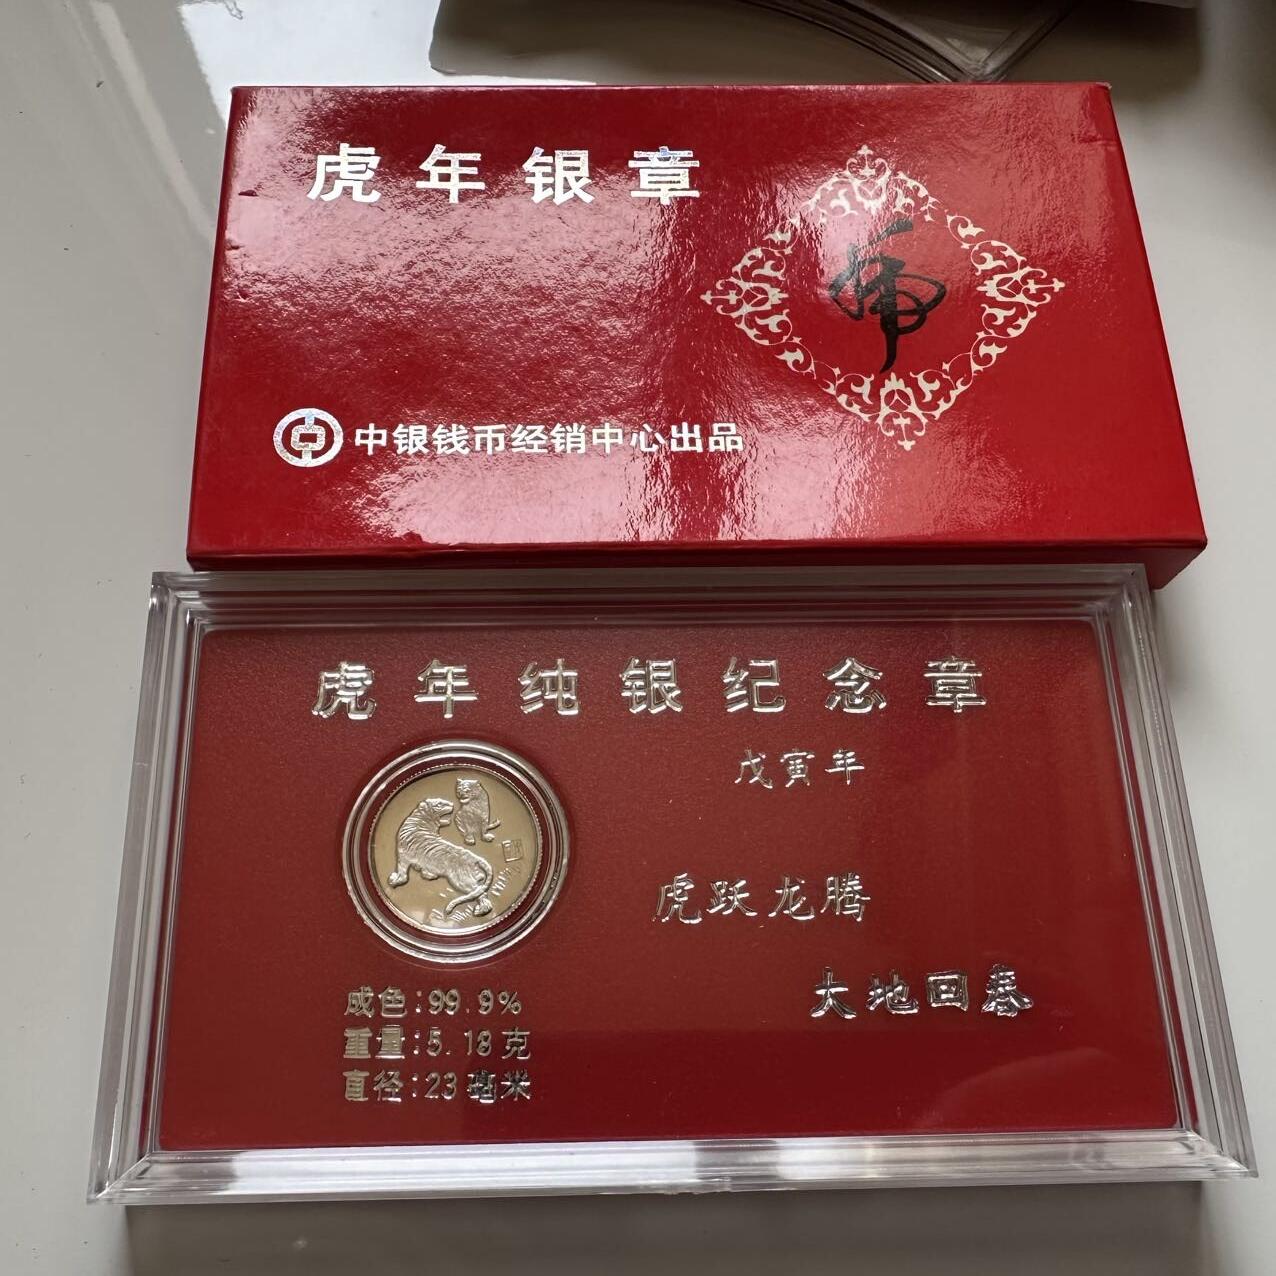 虎年银章
虎
中银钱币经销中心出品
虎年纯银纪念章
戊寅年
虎跃龙腾
大地回春
成色:99.9%
重量:5.18克
直径:23毫米